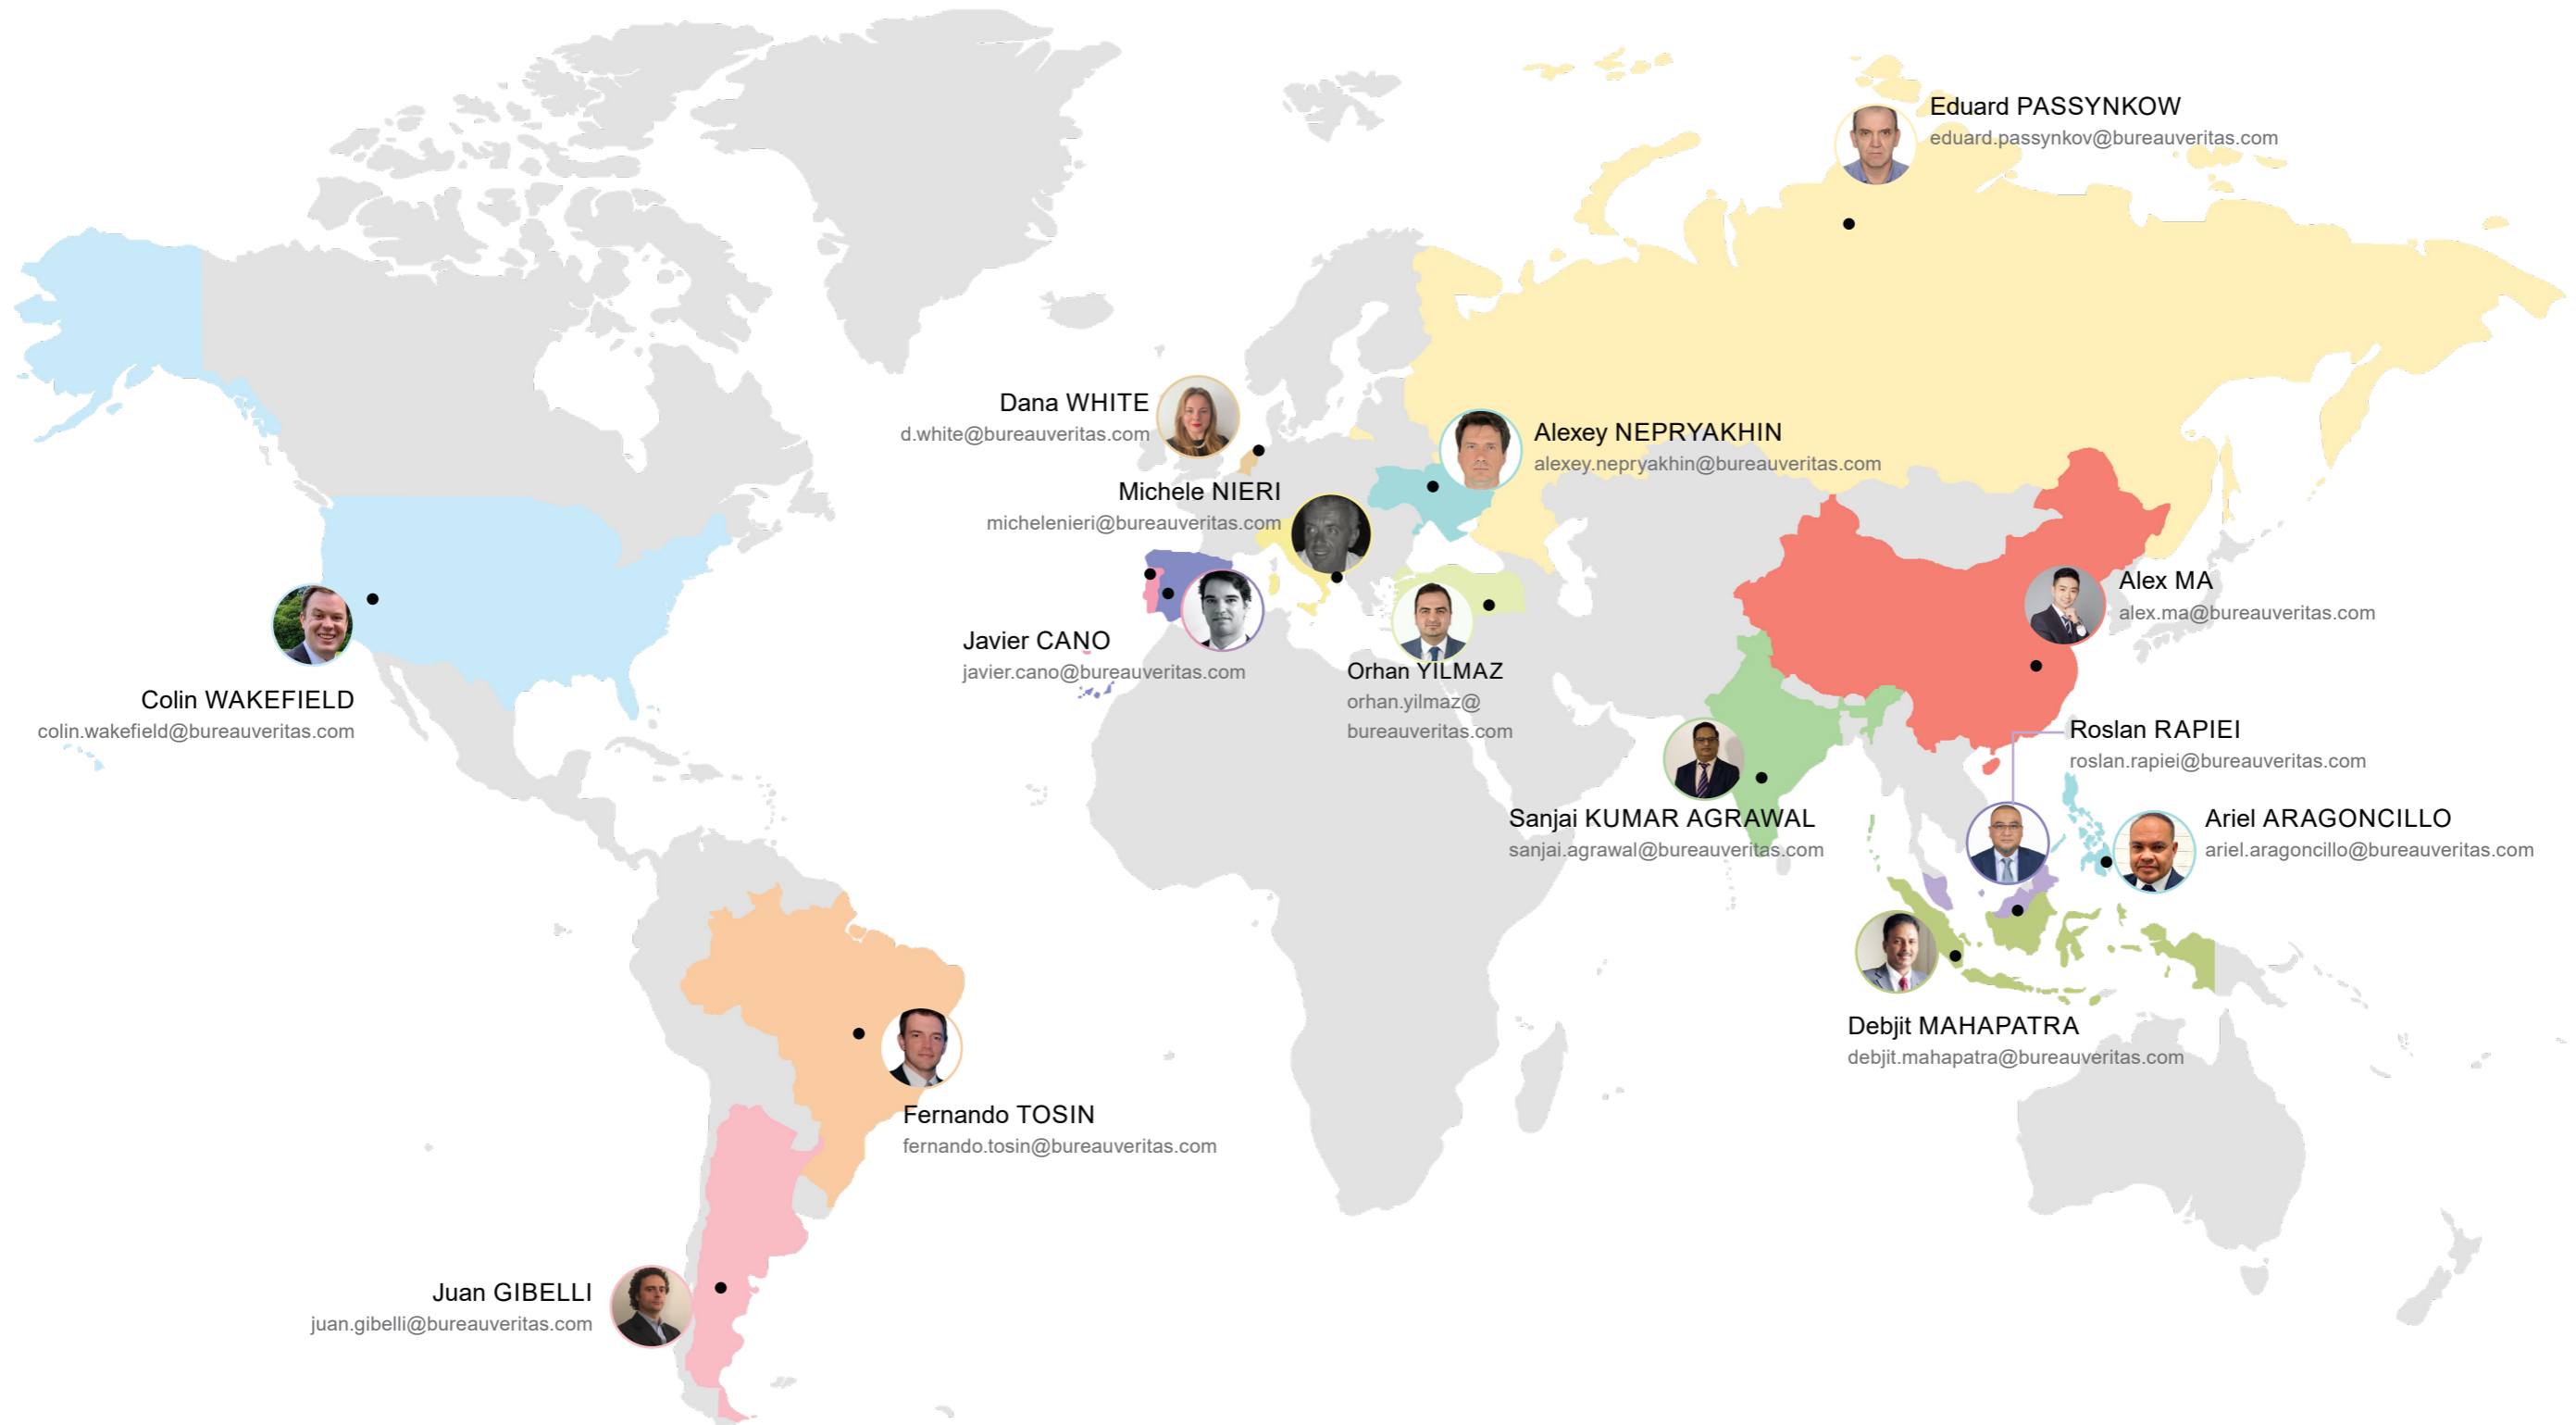 Eduard PASSYNKOW
eduard.passynkov@bureauveritas.com
Dana WHITE
d.white@bureauveritas.com
Alexey NEPRYAKHIN
alexey.nepryakhin@bureauveritas.com
Michele NIERI
michelenieri@bureauveritas.com
Alex MA
alex.ma@bureauveritas.com
Javier CANO
javier.cano@bureauveritas.com
Orhan YILMAZ
orhan.yilmaz@
bureauveritas.com
Colin WAKEFIELD
colin.wakefield@bureauveritas.com
Roslan RAPIEI
roslan.rapiei@bureauveritas.com
Sanjai KUMAR AGRAWAL
sanjai.agrawal@bureauveritas.com
Ariel ARAGONCILLO
ariel.aragoncillo@bureauveritas.com
Debjit MAHAPATRA
debjit.mahapatra@bureauveritas.com
Fernando TOSIN
fernando.tosin@bureauveritas.com
Juan GIBELLI
juan.gibelli@bureauveritas.com